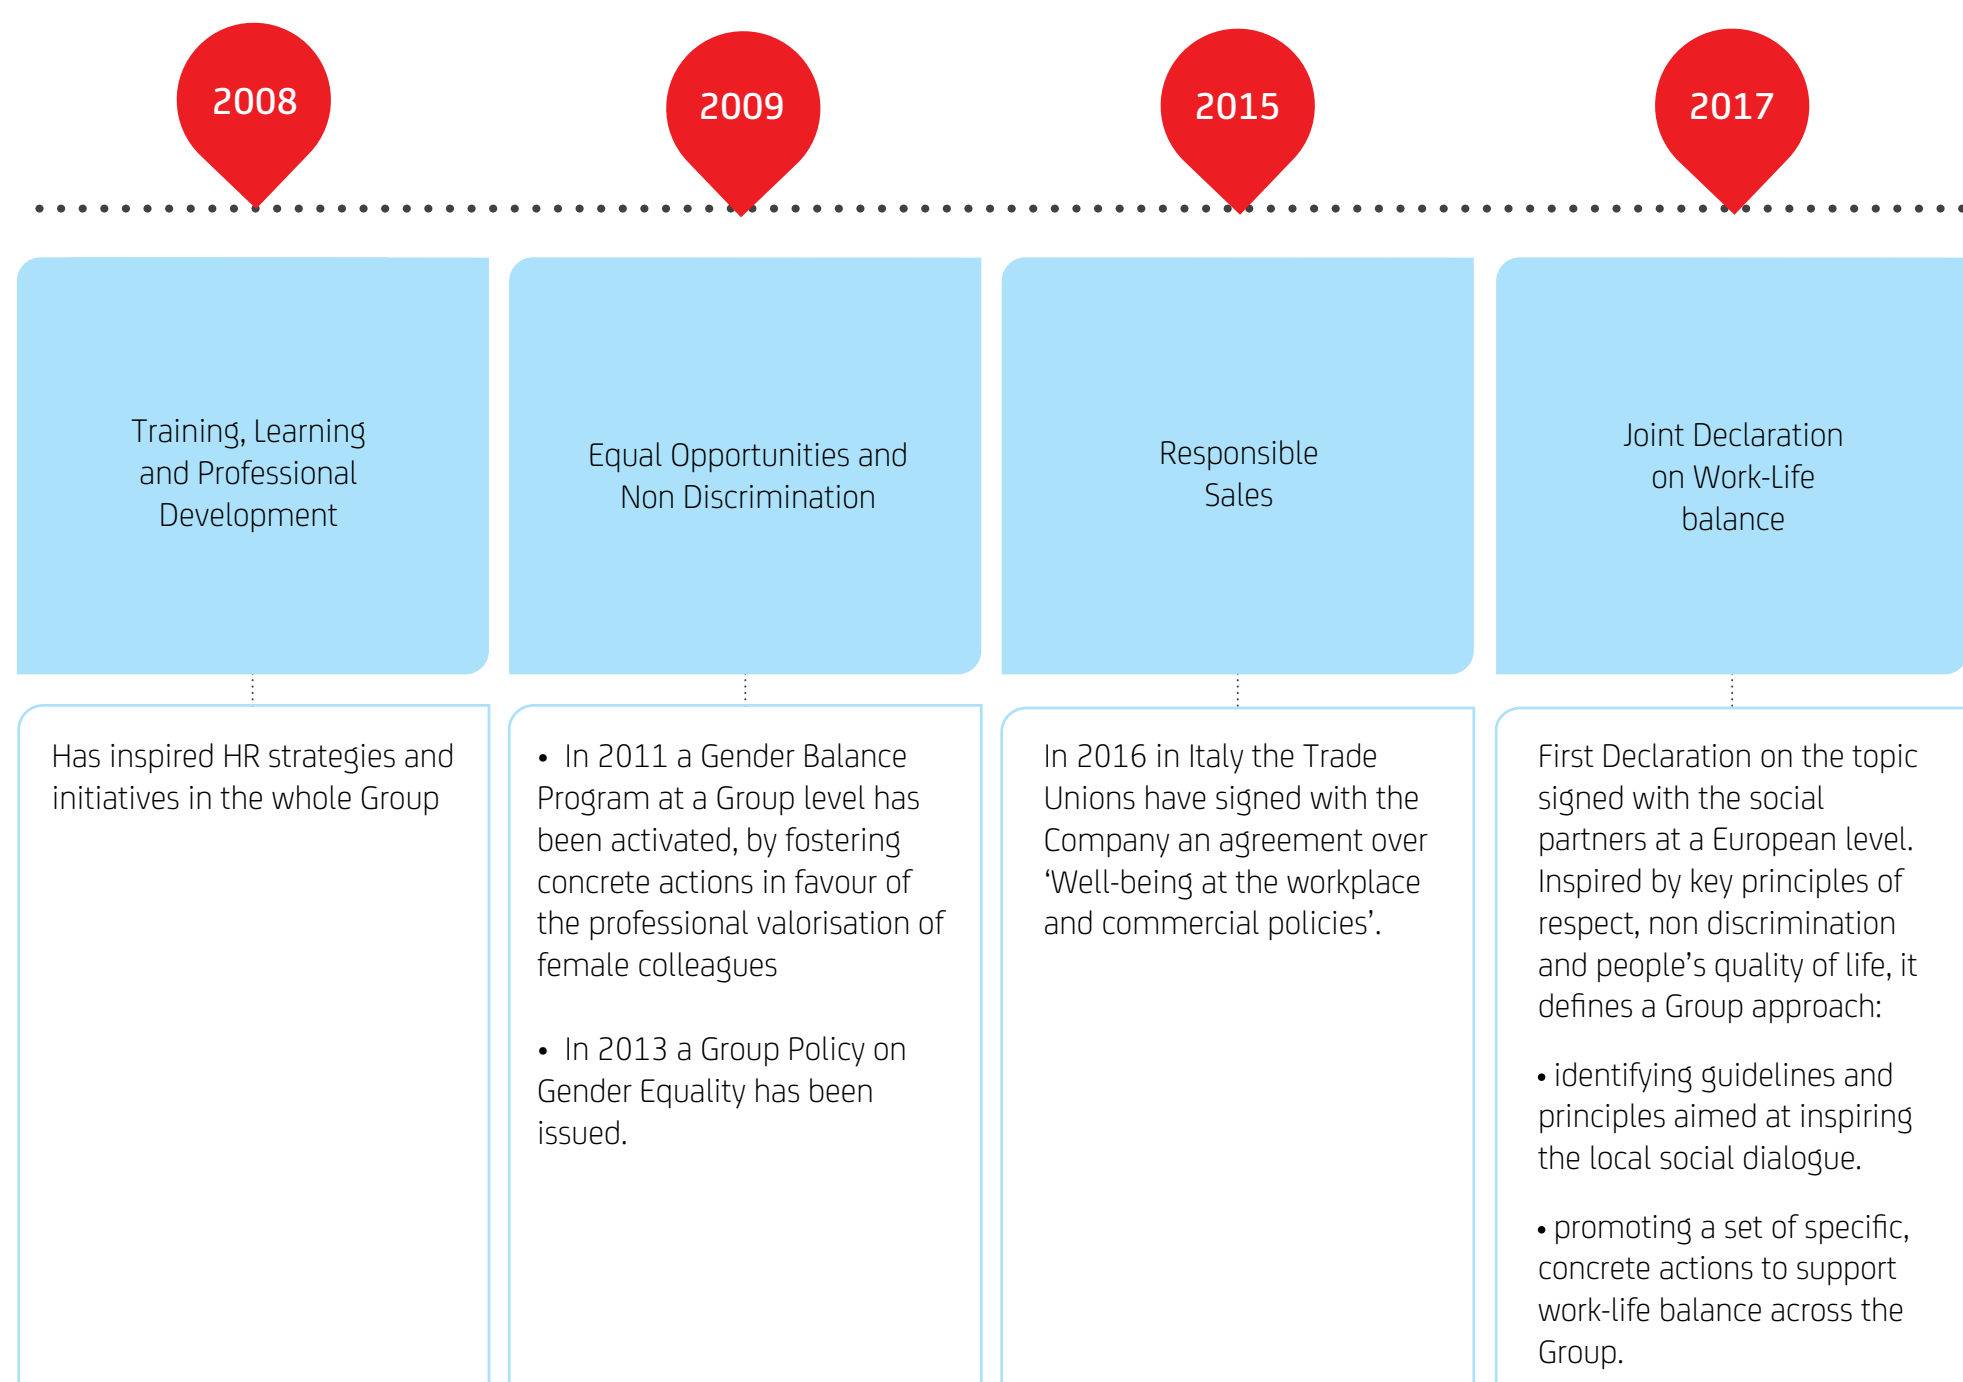 2008
2009
2015
2017
Training, Learning
and Professional
Development
Equal Opportunities and
Non Discrimination
Responsible
Sales
Joint Declaration
on Work-Life
balance
Has inspired HR strategies and
initiatives in the whole Group
• In 2011 a Gender Balance
Program at a Group level has
been activated, by fostering
concrete actions in favour of
the professional valorisation of
female colleagues
• In 2013 a Group Policy on
Gender Equality has been
issued.
In 2016 in Italy the Trade
Unions have signed with the
Company an agreement over
‘Well-being at the workplace
and commercial policies’.
First Declaration on the topic
signed with the social
partners at a European level.
Inspired by key principles of
respect, non discrimination
and people’s quality of life, it
defines a Group approach:
• identifying guidelines and
principles aimed at inspiring
the local social dialogue.
• promoting a set of specific,
concrete actions to support
work-life balance across the
Group.